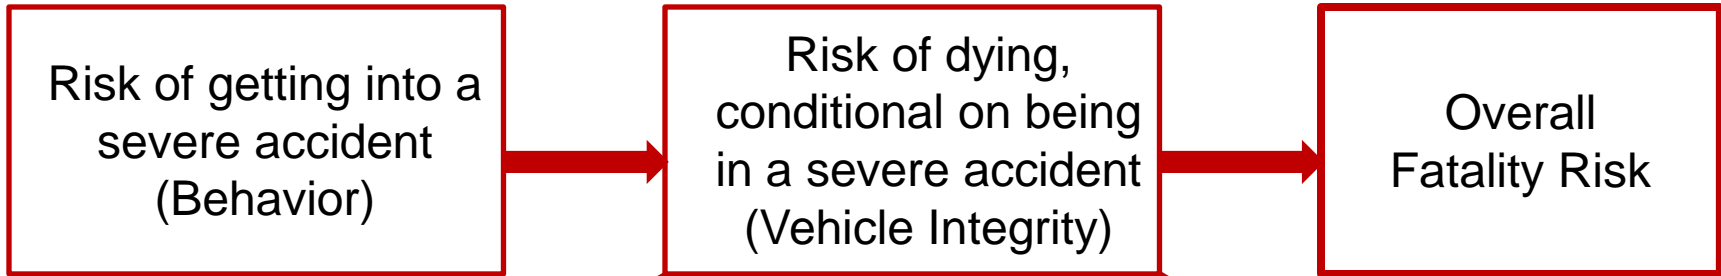 Risk of getting into a
severe accident
(Behavior)
Risk of dying,
conditional on being
in a severe accident
(Vehicle Integrity)
Overall
Fatality Risk